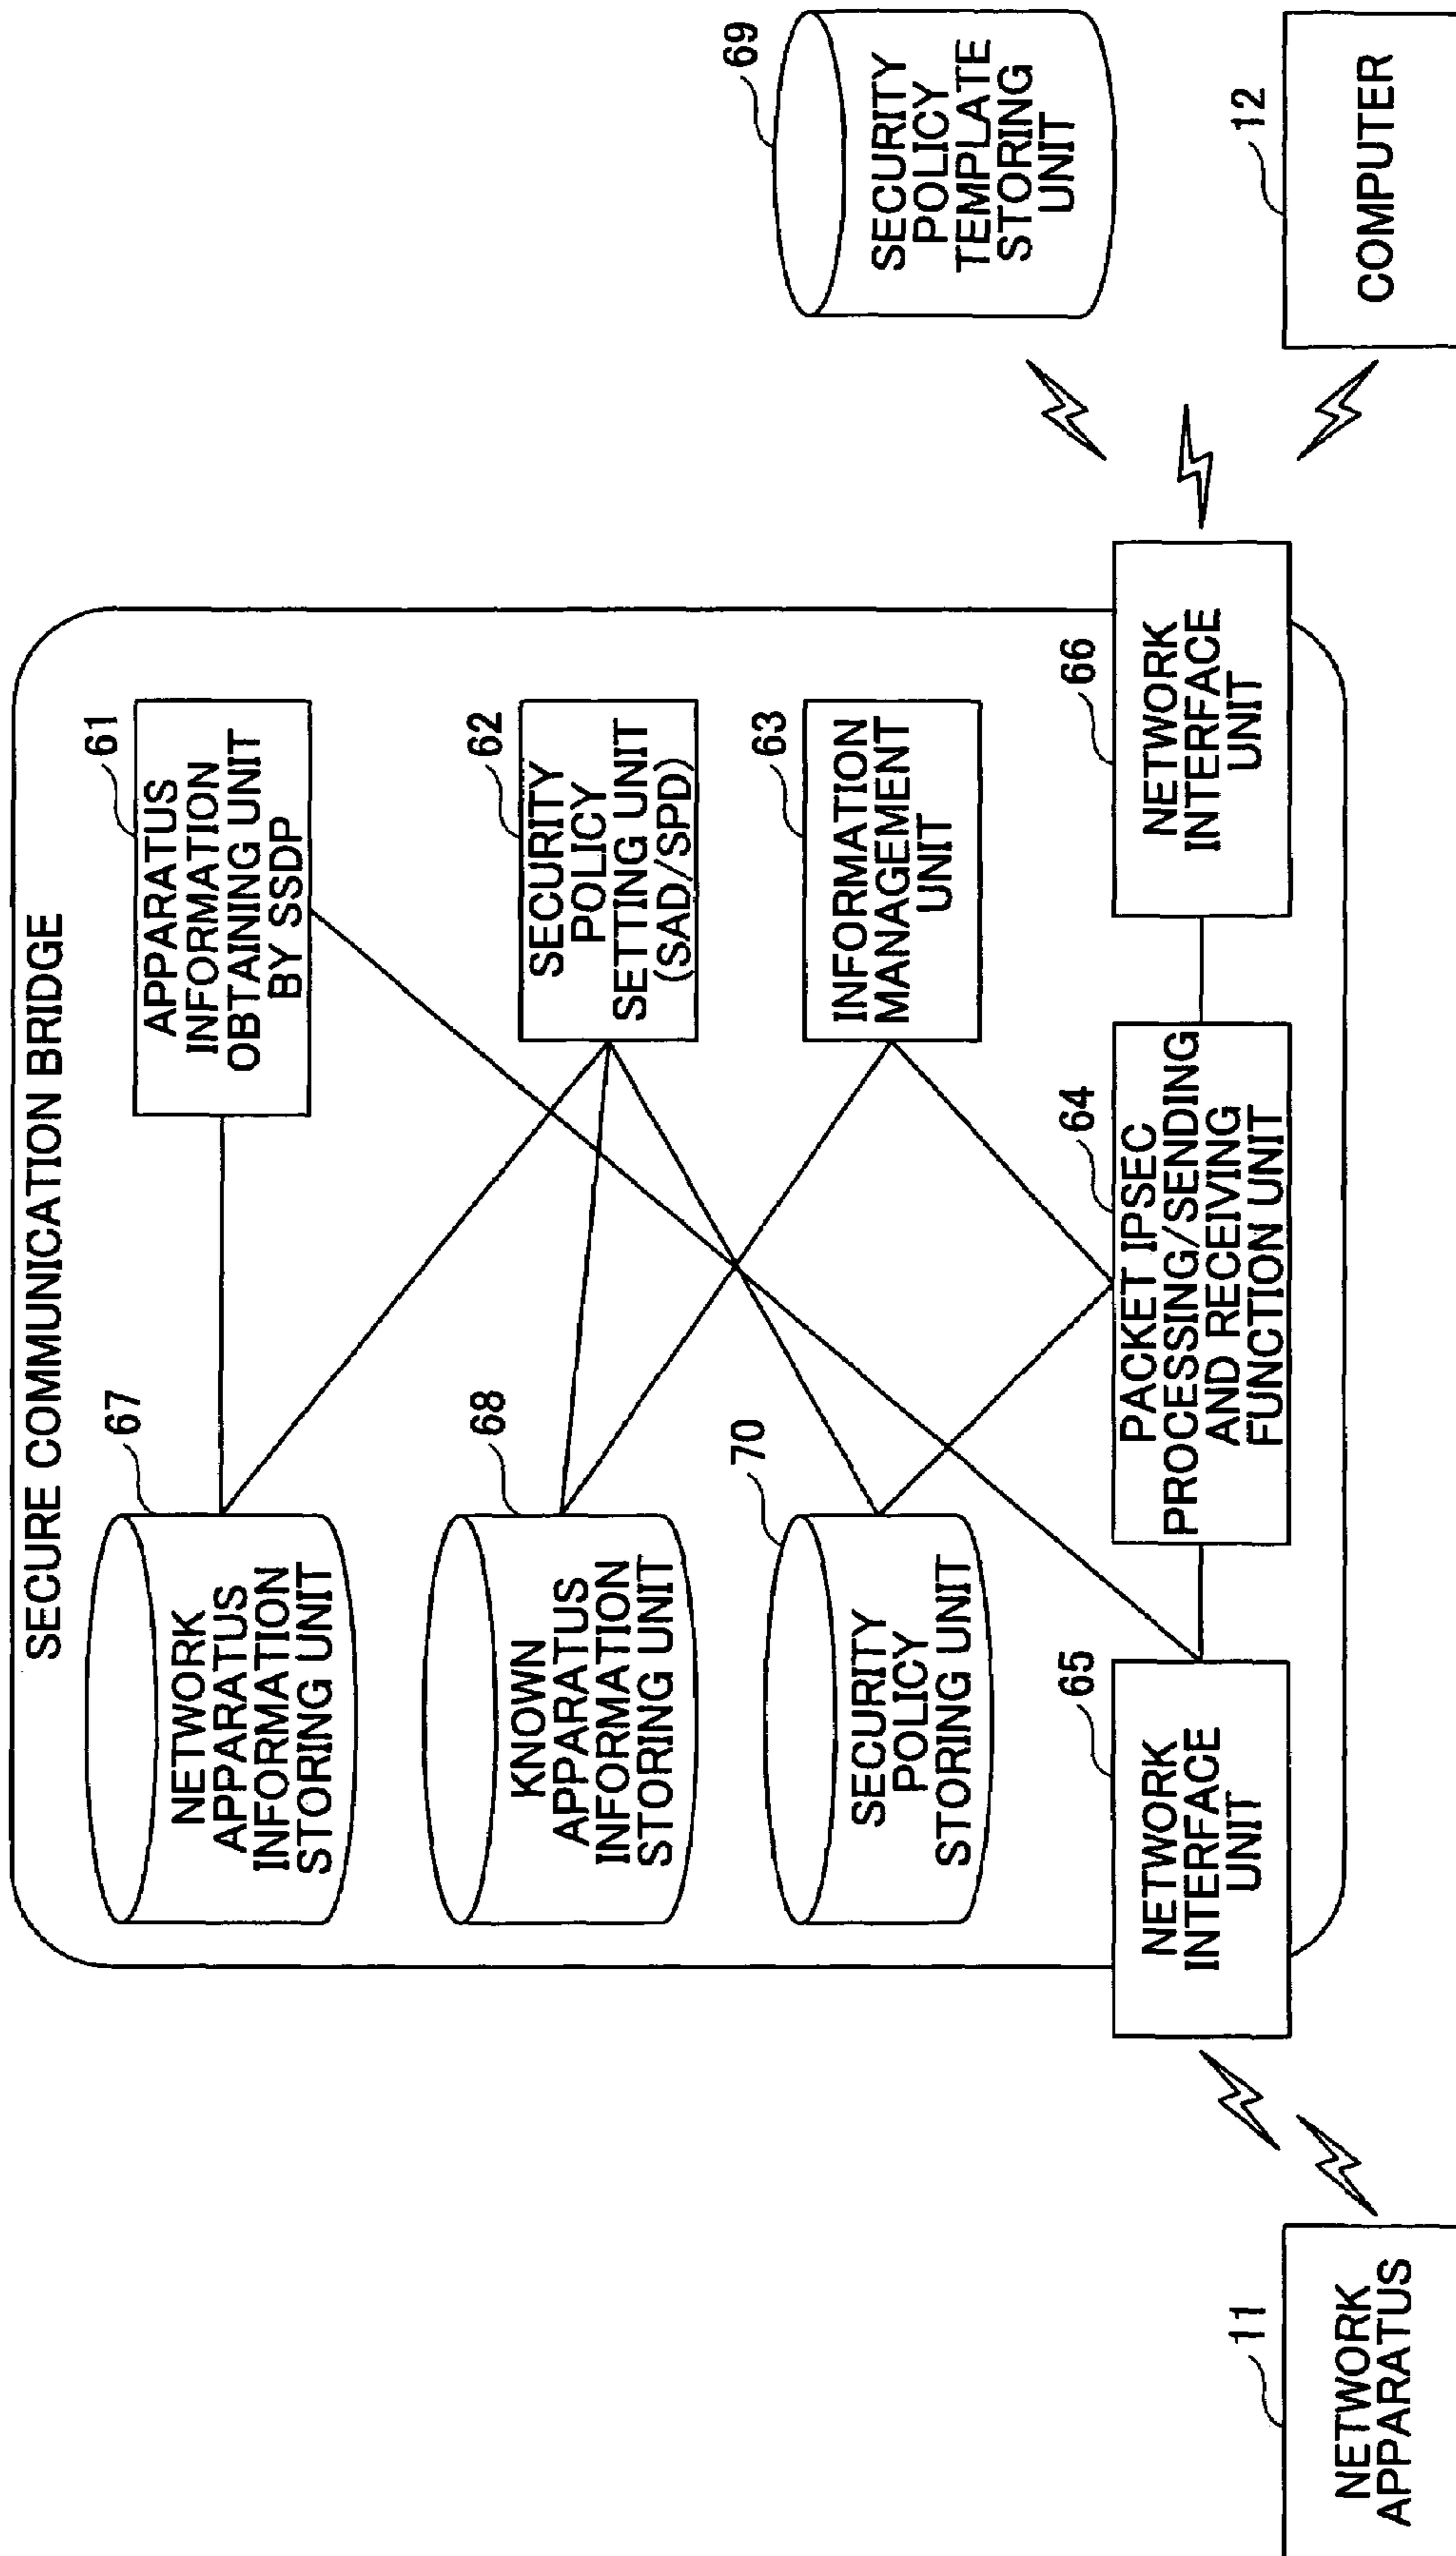 SECURE COMMUNICATION BRIDGE
67
NETWORK
APPARATUS
INFORMATION
STORING UNIT
61
APPARATUS
INFORMATION
OBTAINING UNIT
BY SSDP
68
KNOWN
APPARATUS
INFORMATION
STORING UNIT
62
SECURITY
POLICY
SETTING UNIT
(SAD/SPD)
70
SECURITY
POLICY
STORING UNIT
63
INFORMATION
MANAGEMENT
UNIT
69
SECURITY
POLICY
TEMPLATE
STORING
UNIT
65
NETWORK
INTERFACE
UNIT
64
PACKET IPSEC
PROCESSING/SENDING
AND RECEIVING
FUNCTION UNIT
66
NETWORK
INTERFACE
UNIT
11
NETWORK
APPARATUS
12
COMPUTER